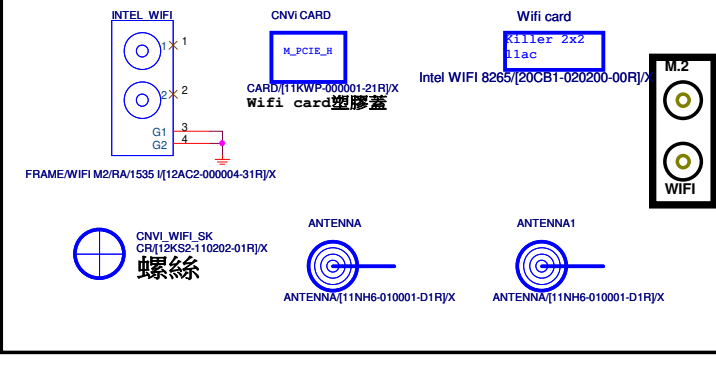 INTEL_WIFI
1
1
2
2
G1
3
G2
4
FRAME/WIFI M2/RA/1535 I/[12AC2-000004-31R]/X
CNVi CARD
M_PCIE_H
CARD/[11KWP-000001-21R]/X
Wifi card塑膠蓋
Wifi card
Killer 2x2
11ac
Intel WIFI 8265/[20CB1-020200-00R]/X
M.2
WIFI
CNVI_WIFI_SK
CR/[12KS2-110202-01R]/X
螺絲
ANTENNA
ANTENNA/[11NH6-010001-D1R]/X
ANTENNA1
ANTENNA/[11NH6-010001-D1R]/X